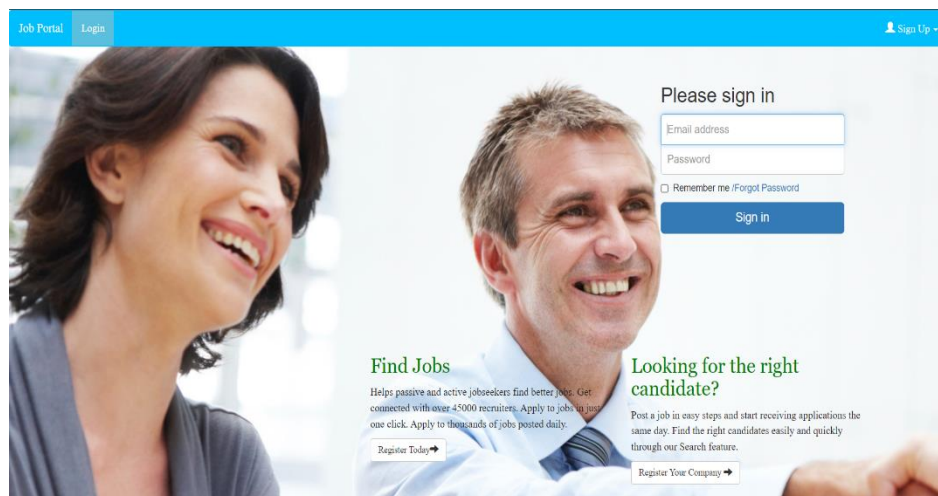 Job Portal Login Sign Up
Please sign in
Email address
Password
Remember me /Forgot Password
Sign in
Find Jobs
Helps passive and active jobseekers find better jobs. Get
connected with over 45000 recruiters. Apply to jobs in just
one click. Apply to thousands of jobs posted daily.
Register Today
Looking for the right
candidate?
Post a job in easy steps and start receiving applications the
same day. Find the right candidates easily and quickly
through our Search feature.
Register Your Company